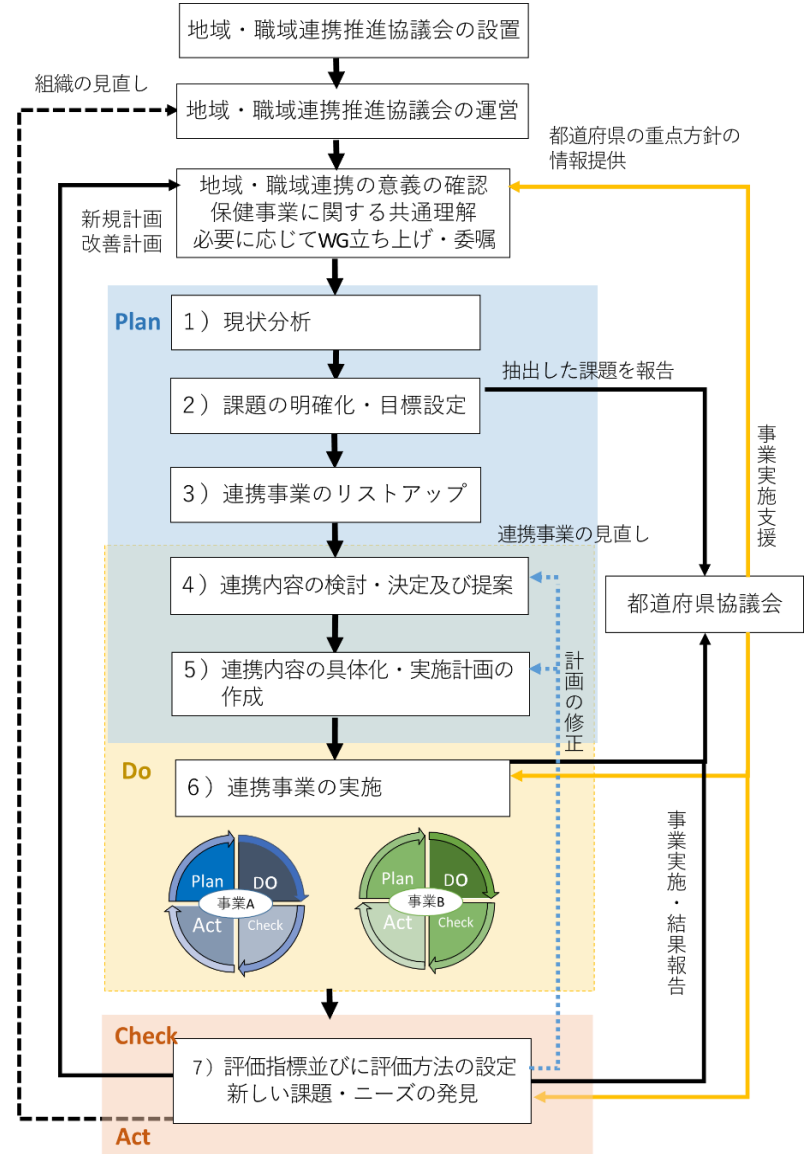 地域・職域連携推進協議会の設置
組織の見直し
地域・職域連携推進協議会の運営
都道府県の重点方針の
情報提供
地域・職域連携の意義の確認
保健事業に関する共通理解
必要に応じてWG立ち上げ・委嘱
新規計画
改善計画
Plan
１）現状分析
抽出した課題を報告
２）課題の明確化・目標設定
事業実施支援
３）連携事業のリストアップ
連携事業の見直し
４）連携内容の検討・決定及び提案
都道府県協議会
５）連携内容の具体化・実施計画の
作成
計画の修正
Do
６）連携事業の実施
事業実施・結果報告
Plan
DO
事業A
Act
Check
Plan
DO
事業B
Act
Check
Check
７）評価指標並びに評価方法の設定
新しい課題・ニーズの発見
Act